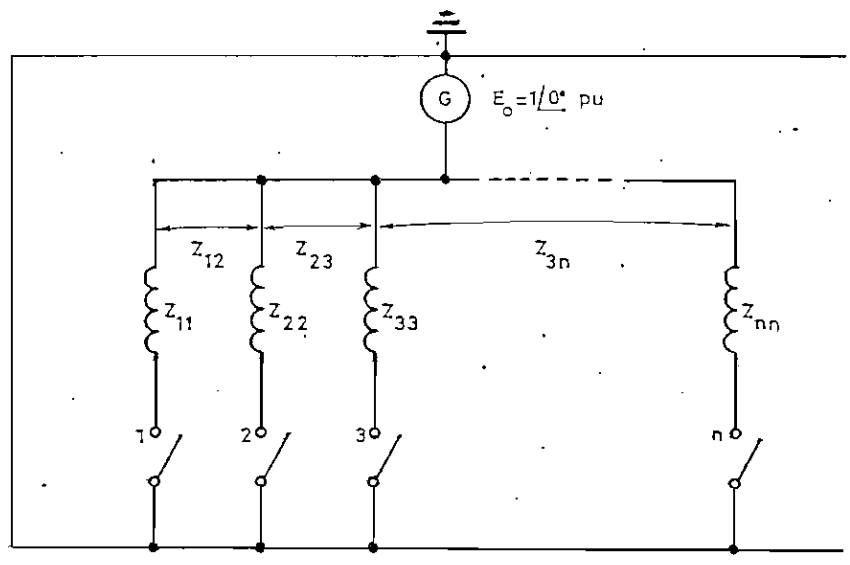 G
E₀=1/0° pu
Z₁₂ Z₂₃ Z₃ₙ
Z₁₁ Z₂₂ Z₃₃ Zₙₙ
1 2 3 n